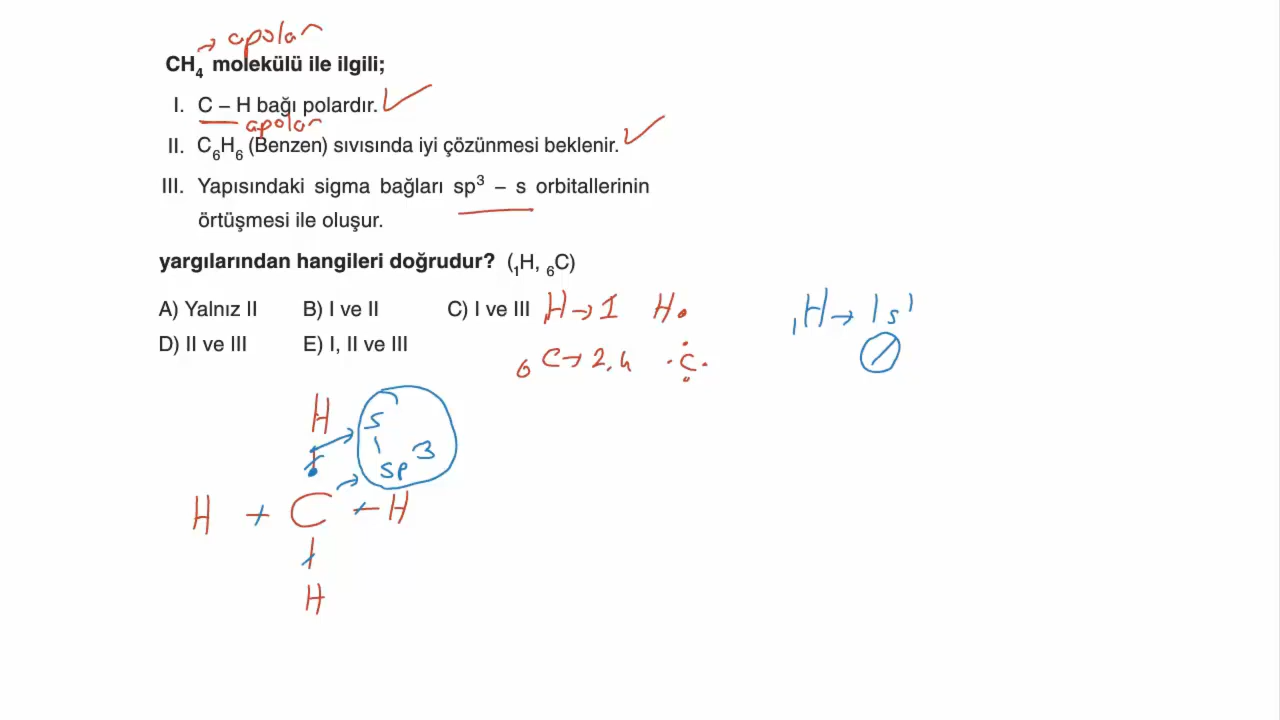 → apolar
CH₄ molekülü ile ilgili;
I. C – H bağı polardır.
apolar
II. C₆H₆ (Benzen) sıvısında iyi çözünmesi beklenir.
III. Yapısındaki sigma bağları sp³ – s orbitallerinin
örtüşmesi ile oluşur.
yargılarından hangileri doğrudur? (₁H, ₆C)
A) Yalnız II B) I ve II C) I ve III
D) II ve III E) I, II ve III
₁H → 1 H•
₆C → 2,4 C
₁H → 1s¹
H
s
sp³
H C H
H